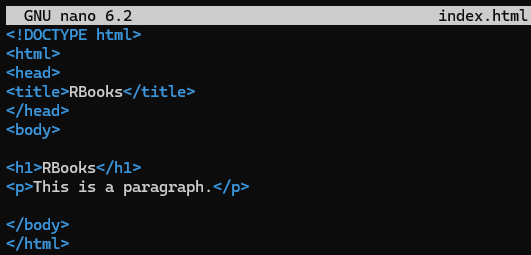 GNU nano 6.2 index.html
<!DOCTYPE html>
<html>
<head>
<title>RBooks</title>
</head>
<body>
<h1>RBooks</h1>
<p>This is a paragraph.</p>
</body>
</html>